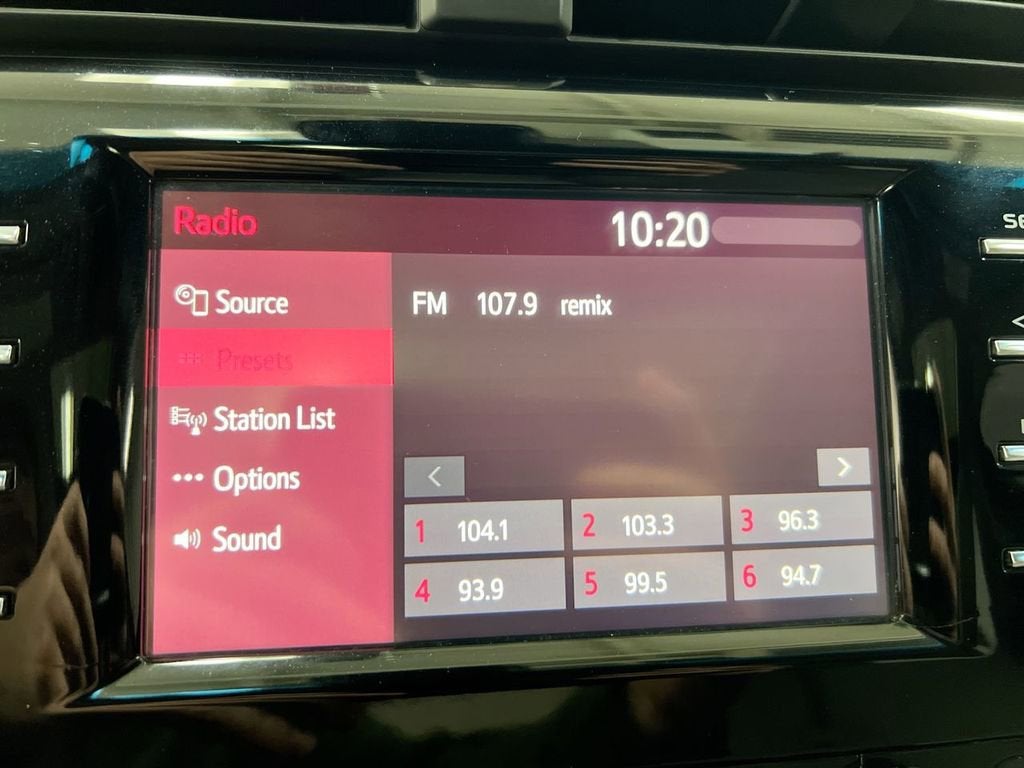 Radio 10:20
Source
FM 107.9 remix
Presets
Station List
Options
Sound
<
>
1 104.1 2 103.3 3 96.3
4 93.9 5 99.5 6 94.7